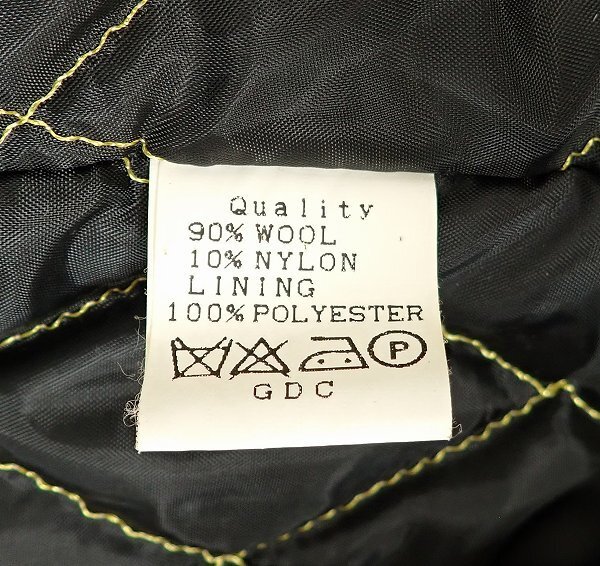 Quality
90% WOOL
10% NYLON
LINING
100% POLYESTER
P
GDC